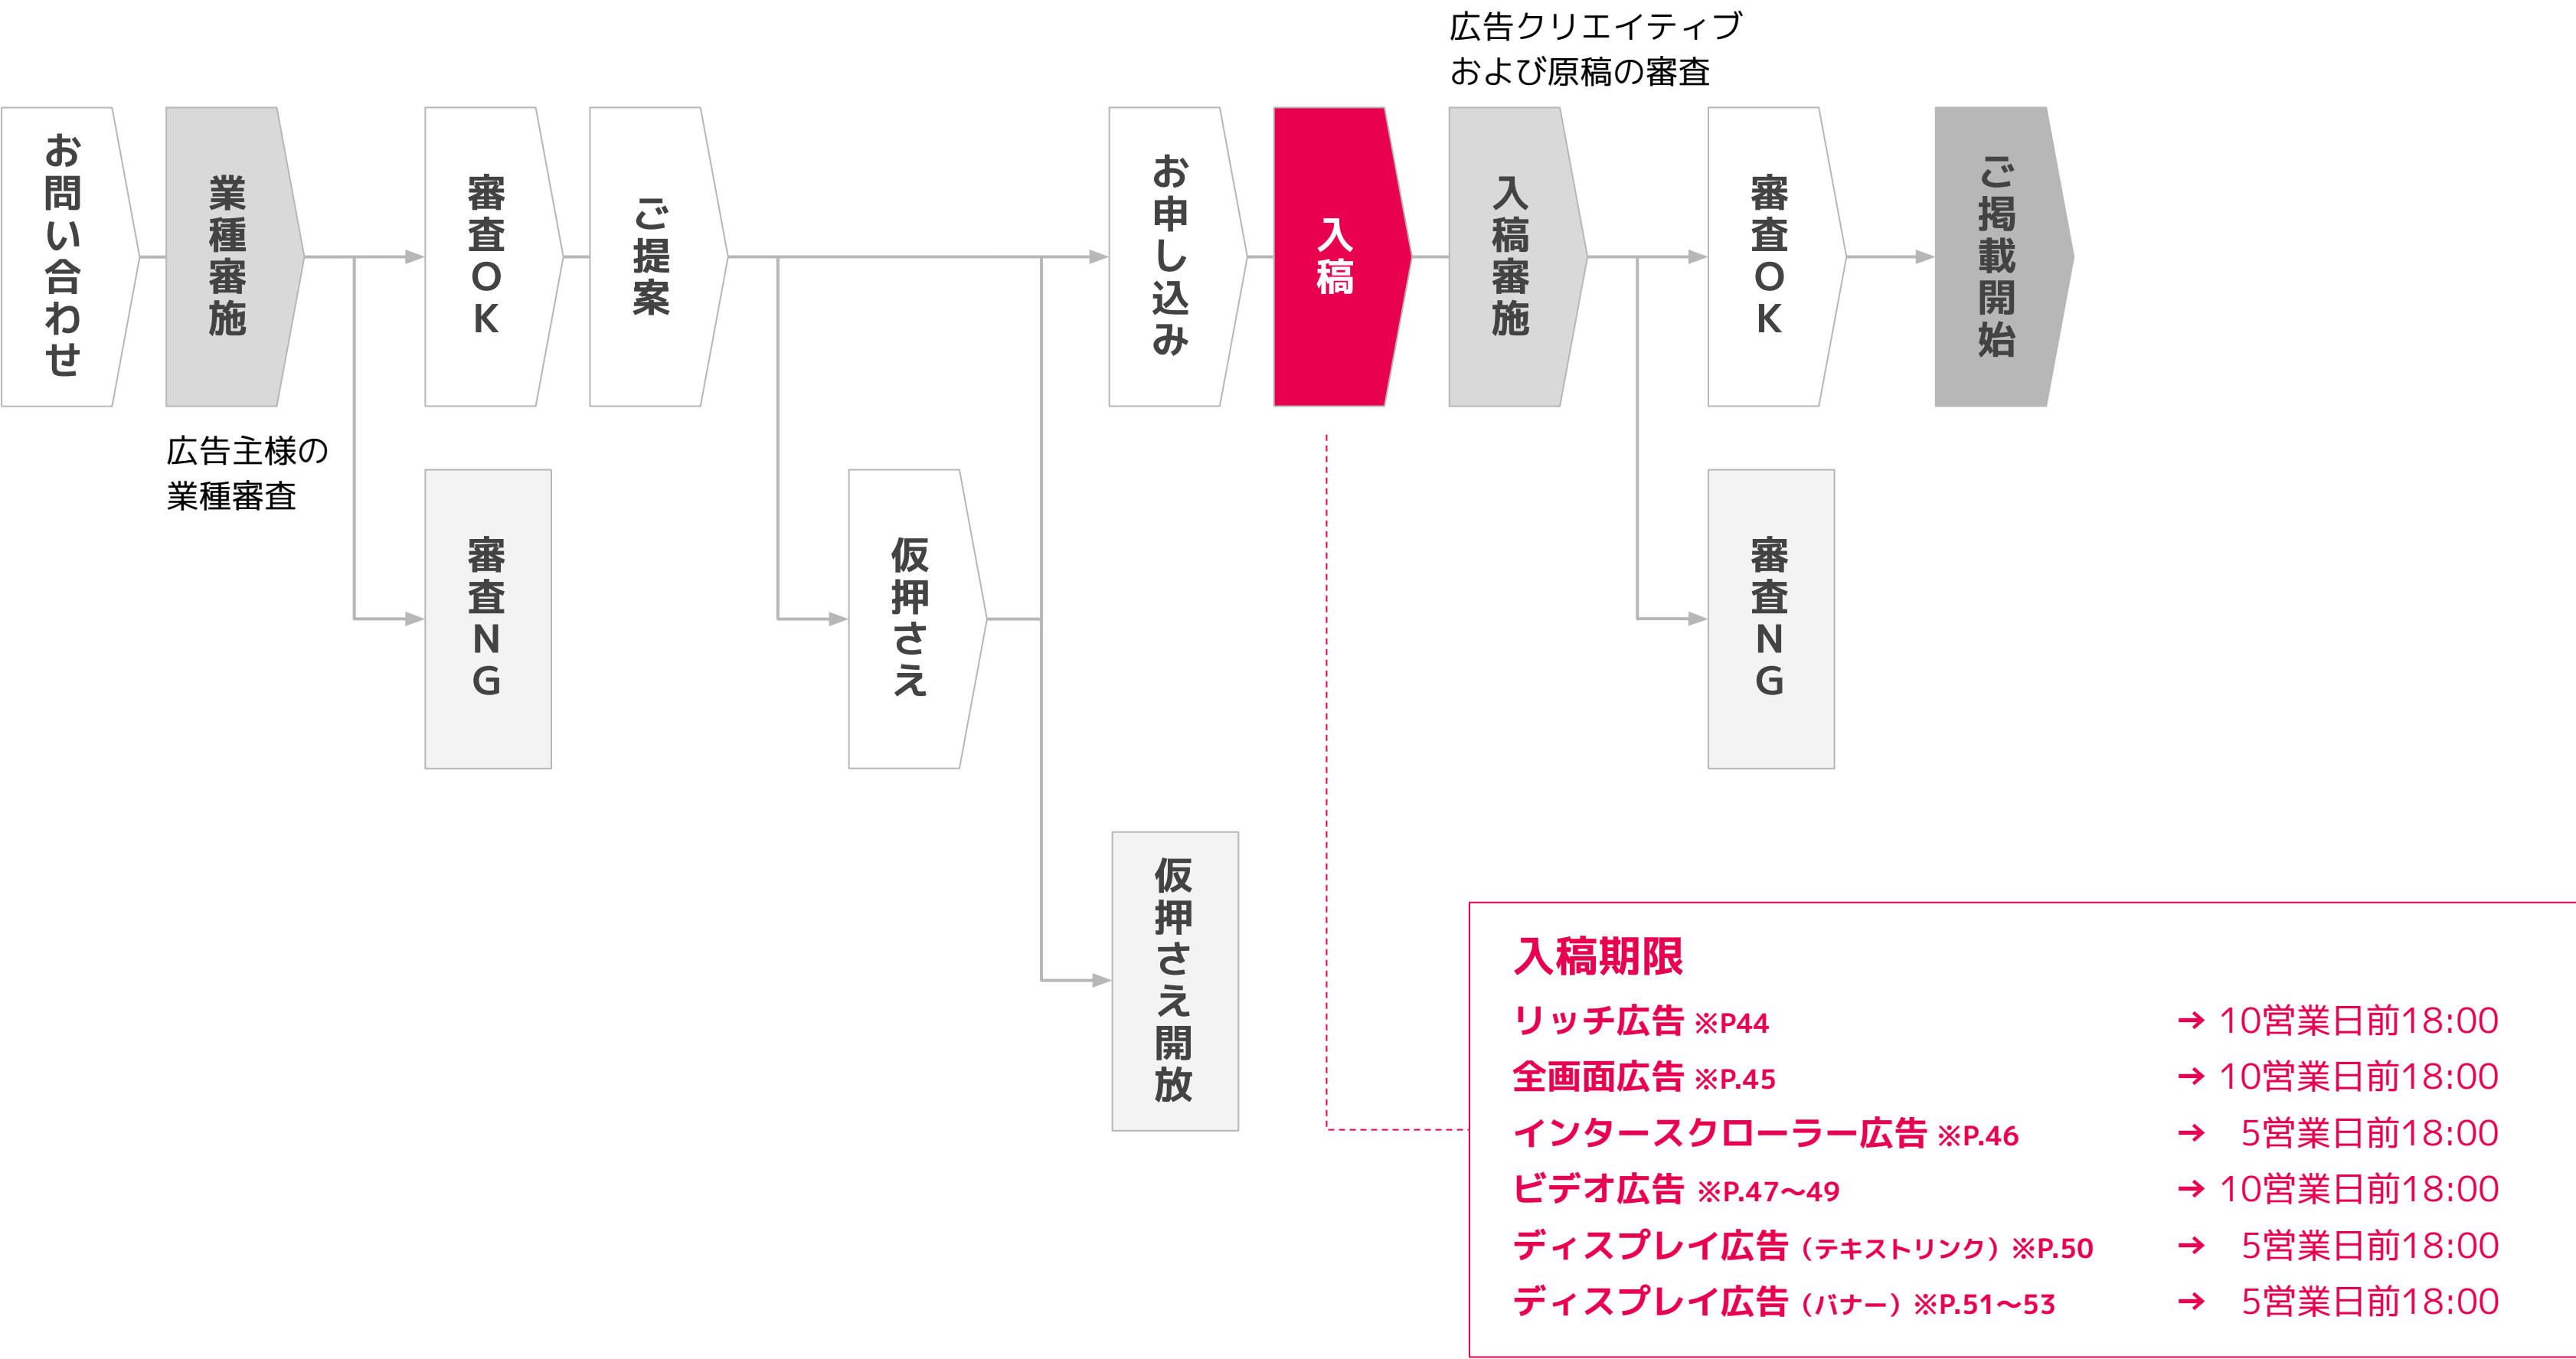 広告クリエイティブ
および原稿の審査
お問い合わせ
業種審施
審査OK
ご提案
お申し込み
入稿
入稿審施
審査OK
ご掲載開始
広告主様の
業種審査
審査NG
仮押さえ
審査NG
仮押さえ開放
入稿期限
リッチ広告 ※P44 → 10営業日前18:00
全画面広告 ※P.45 → 10営業日前18:00
インタースクローラー広告 ※P.46 → 5営業日前18:00
ビデオ広告 ※P.47〜49 → 10営業日前18:00
ディスプレイ広告（テキストリンク）※P.50 → 5営業日前18:00
ディスプレイ広告（バナー）※P.51〜53 → 5営業日前18:00